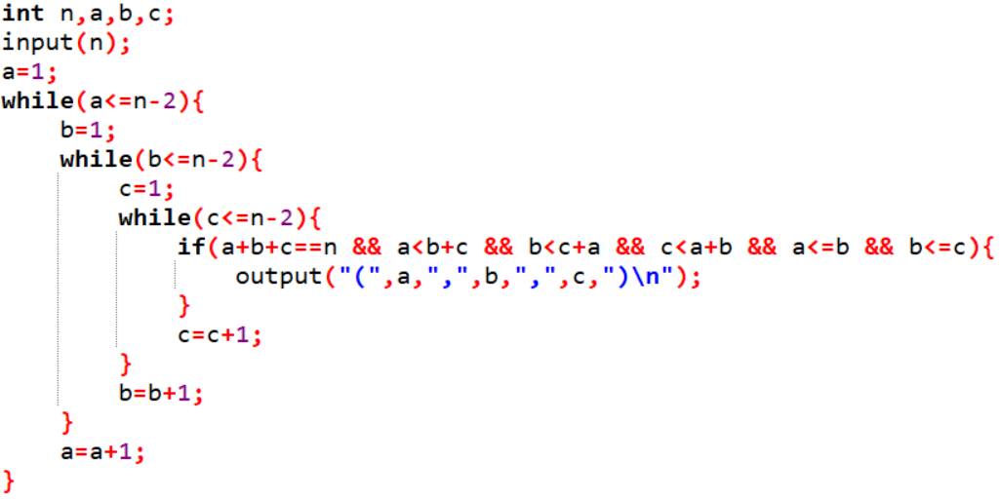 int n,a,b,c;
input(n);
a=1;
while(a<=n-2){
    b=1;
    while(b<=n-2){
        c=1;
        while(c<=n-2){
            if(a+b+c==n && a<b+c && b<c+a && c<a+b && a<=b && b<=c){
                output("(",a,",",b,",",c,")\n");
            }
            c=c+1;
        }
        b=b+1;
    }
    a=a+1;
}